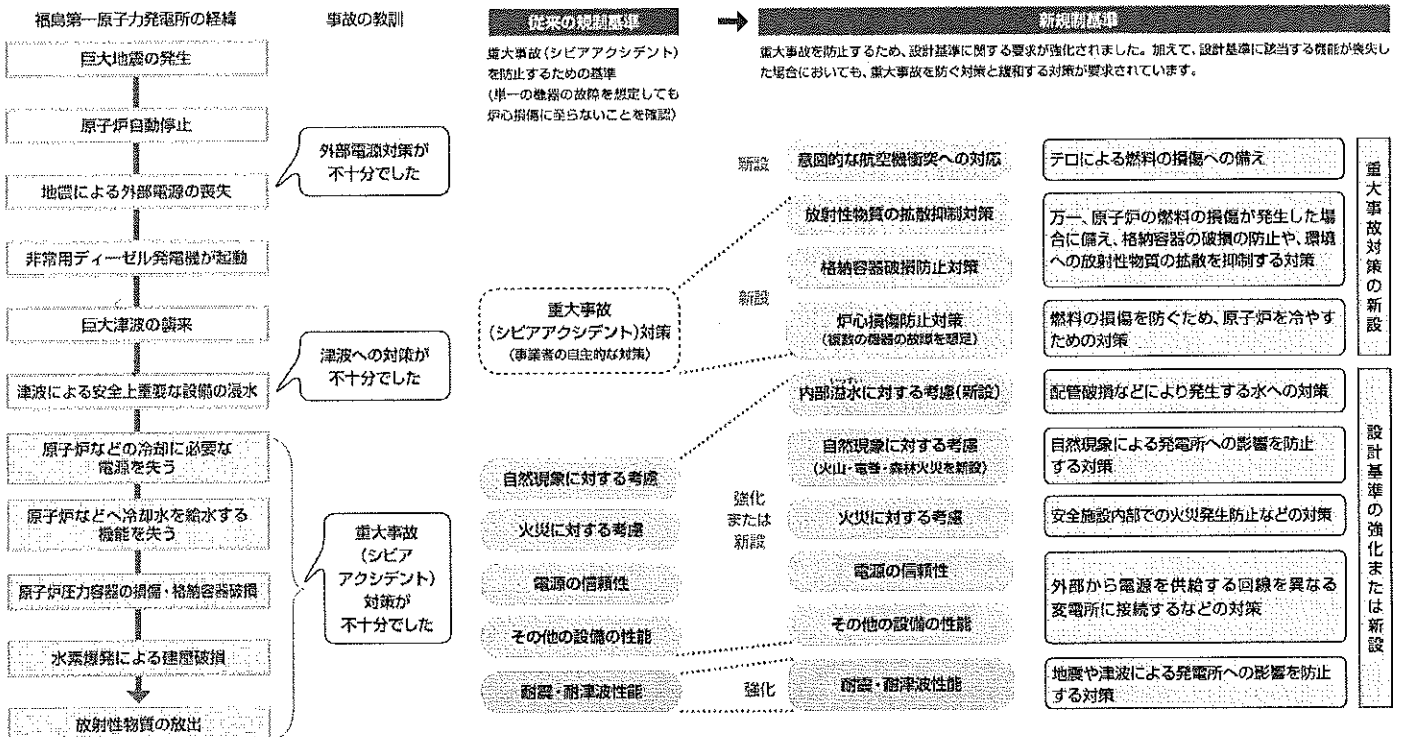 福島第一原子力発電所の経緯
巨大地震の発生
原子炉自動停止
地震による外部電源の喪失
非常用ディーゼル発電機が起動
巨大津波の襲来
津波による安全上重要な設備の浸水
原子炉などの冷却に必要な
電源を失う
原子炉などへ冷却水を給水する
機能を失う
原子炉圧力容器の損傷・格納容器破損
水素爆発による建屋破損
放射性物質の放出
事故の教訓
外部電源対策が
不十分でした
津波への対策が
不十分でした
重大事故
(シビア
アクシデント)
対策が
不十分でした
従来の規制基準
重大事故(シビアアクシデント)
を防止するための基準
(単一の機器の故障を想定しても
炉心損傷に至らないことを確認)
重大事故
(シビアアクシデント)対策
(事業者の自主的な対策)
自然現象に対する考慮
火災に対する考慮
電源の信頼性
その他の設備の性能
耐震・耐津波性能
→
新規制基準
重大事故を防止するため、設計基準に関する要求が強化されました。加えて、設計基準に該当する機能が喪失し
た場合においても、重大事故を防ぐ対策と緩和する対策が要求されています。
新設
意図的な航空機衝突への対応
テロによる燃料の損傷への備え
新設
放射性物質の拡散抑制対策
格納容器破損防止対策
万一、原子炉の燃料の損傷が発生した場
合に備え、格納容器の破損の防止や、環境
への放射性物質の拡散を抑制する対策
炉心損傷防止対策
(複数の機器の故障を想定)
燃料の損傷を防ぐため、原子炉を冷やす
ための対策
重大事故対策の新設
強化
または
新設
内部溢水に対する考慮(新設)
配管破損などにより発生する水への対策
自然現象に対する考慮
(火山・竜巻・森林火災を新設)
自然現象による発電所への影響を防止
する対策
火災に対する考慮
安全施設内部での火災発生防止などの対策
電源の信頼性
その他の設備の性能
外部から電源を供給する回線を異なる
変電所に接続するなどの対策
強化
耐震・耐津波性能
地震や津波による発電所への影響を防止
する対策
設計基準の強化または新設